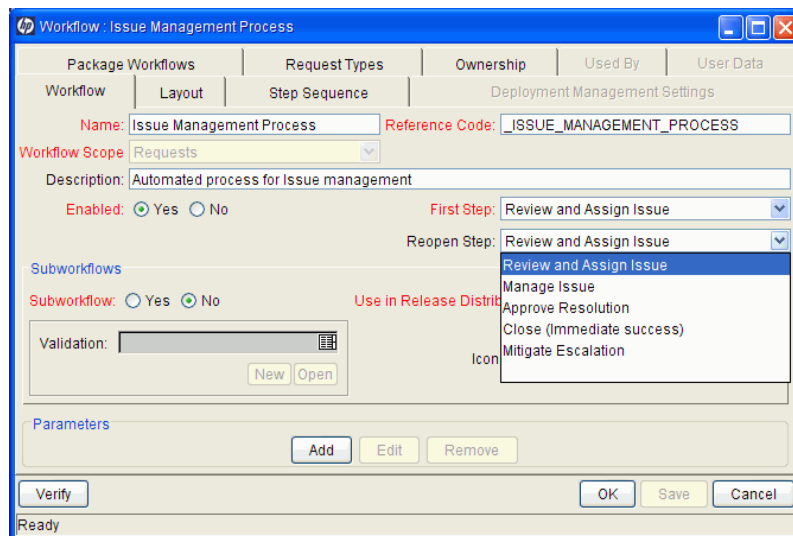 hp Workflow : Issue Management Process
Package Workflows Request Types Ownership Used By User Data
Workflow Layout Step Sequence Deployment Management Settings
Name: Issue Management Process Reference Code: _ISSUE_MANAGEMENT_PROCESS
Workflow Scope Requests
Description: Automated process for Issue management
Enabled: Yes No First Step: Review and Assign Issue
Reopen Step: Review and Assign Issue
Subworkflows Review and Assign Issue
Manage Issue
Subworkflow: Yes No Use in Release Distrib
Approve Resolution
Close (Immediate success)
Validation: Mitigate Escalation
Icon
New Open
Parameters
Add Edit Remove
Verify OK Save Cancel
Ready